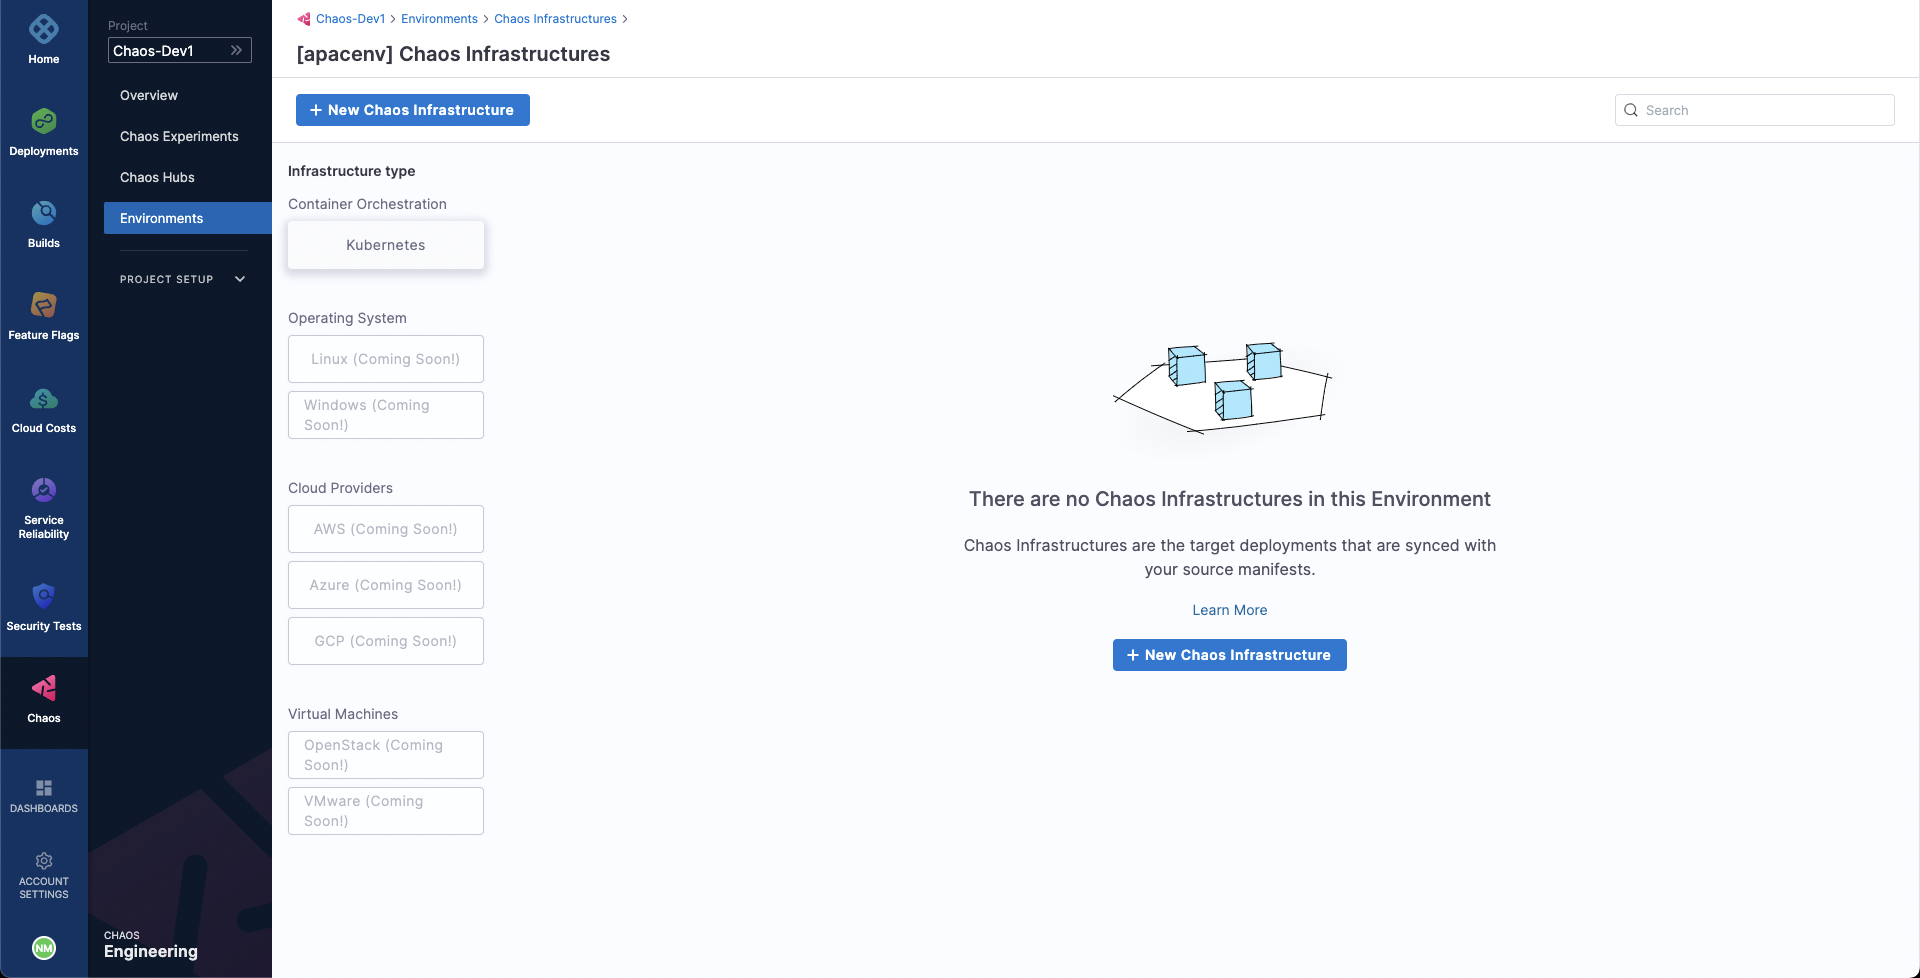 Home
Deployments
Builds
Feature Flags
Cloud Costs
Service
Reliability
Security Tests
Chaos
DASHBOARDS
ACCOUNT
SETTINGS
NM
Project
Chaos-Dev1
Overview
Chaos Experiments
Chaos Hubs
Environments
PROJECT SETUP
CHAOS
Engineering
Chaos-Dev1 > Environments > Chaos Infrastructures >
[apacenv] Chaos Infrastructures
+ New Chaos Infrastructure
Search
Infrastructure type
Container Orchestration
Kubernetes
Operating System
Linux (Coming Soon!)
Windows (Coming
Soon!)
Cloud Providers
AWS (Coming Soon!)
Azure (Coming Soon!)
GCP (Coming Soon!)
Virtual Machines
OpenStack (Coming
Soon!)
VMware (Coming
Soon!)
There are no Chaos Infrastructures in this Environment
Chaos Infrastructures are the target deployments that are synced with
your source manifests.
Learn More
+ New Chaos Infrastructure